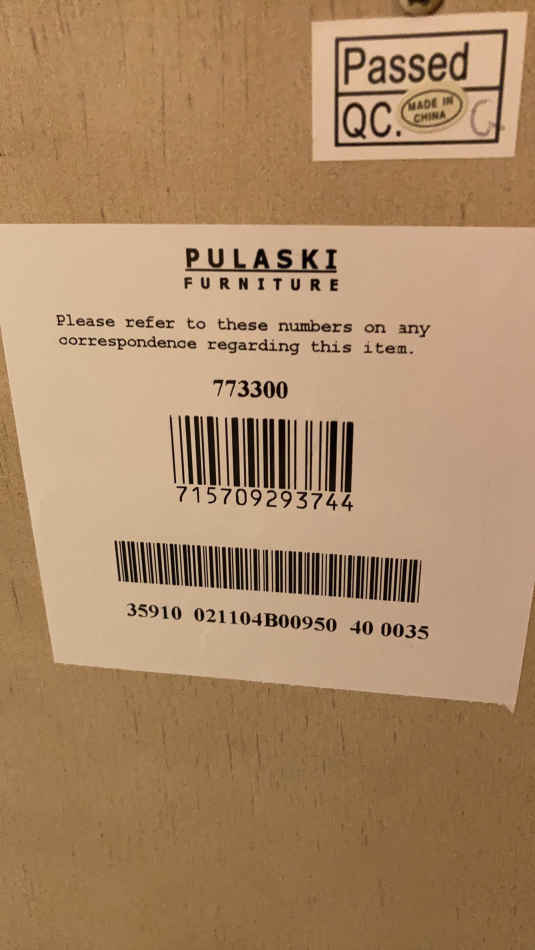 Passed
QC.
MADE IN
CHINA
PULASKI
FURNITURE
Please refer to these numbers on any
correspondence regarding this item.
773300
715709293744
35910 021104B00950 40 0035